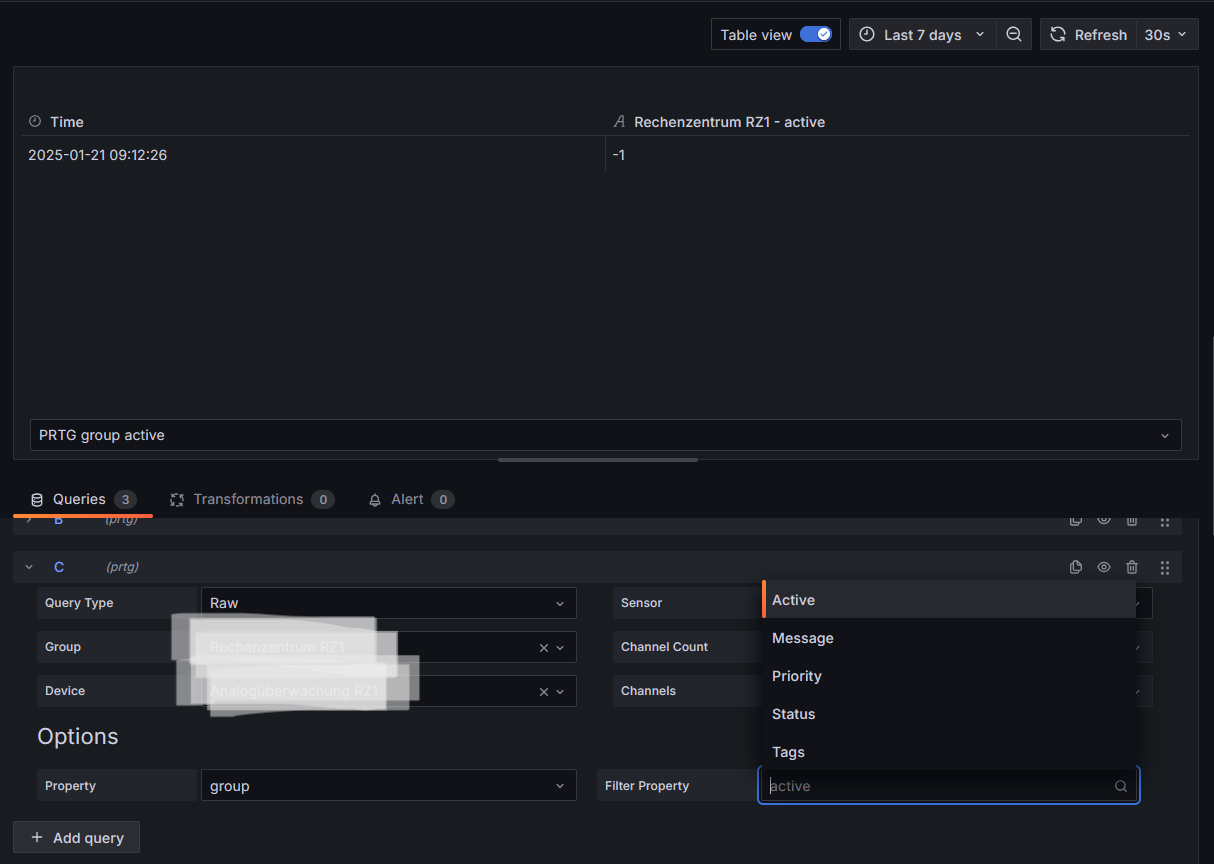 Table view Last 7 days Refresh 30s
Time Rechenzentrum RZ1 - active
2025-01-21 09:12:26 -1
PRTG group active
Queries 3 Transformations 0 Alert 0
B (prtg)
C (prtg)
Query Type Raw Sensor
Group Rechenzentrum RZ1 Channel Count
Device Analogüberwachung RZ1 Channels
Active
Message
Priority
Status
Tags
Options
Property group Filter Property active
+ Add query